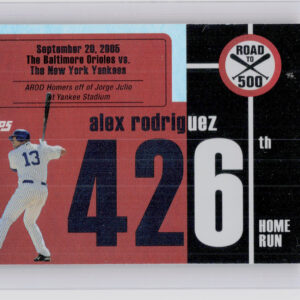 September 20, 2005
The Baltimore Orioles vs.
The New York Yankees
AROD Homers off of Jorge Julio
at Yankee Stadium
ROAD
TO
500
TOPPS
alex rodriguez
13
426
th
HOME
RUN